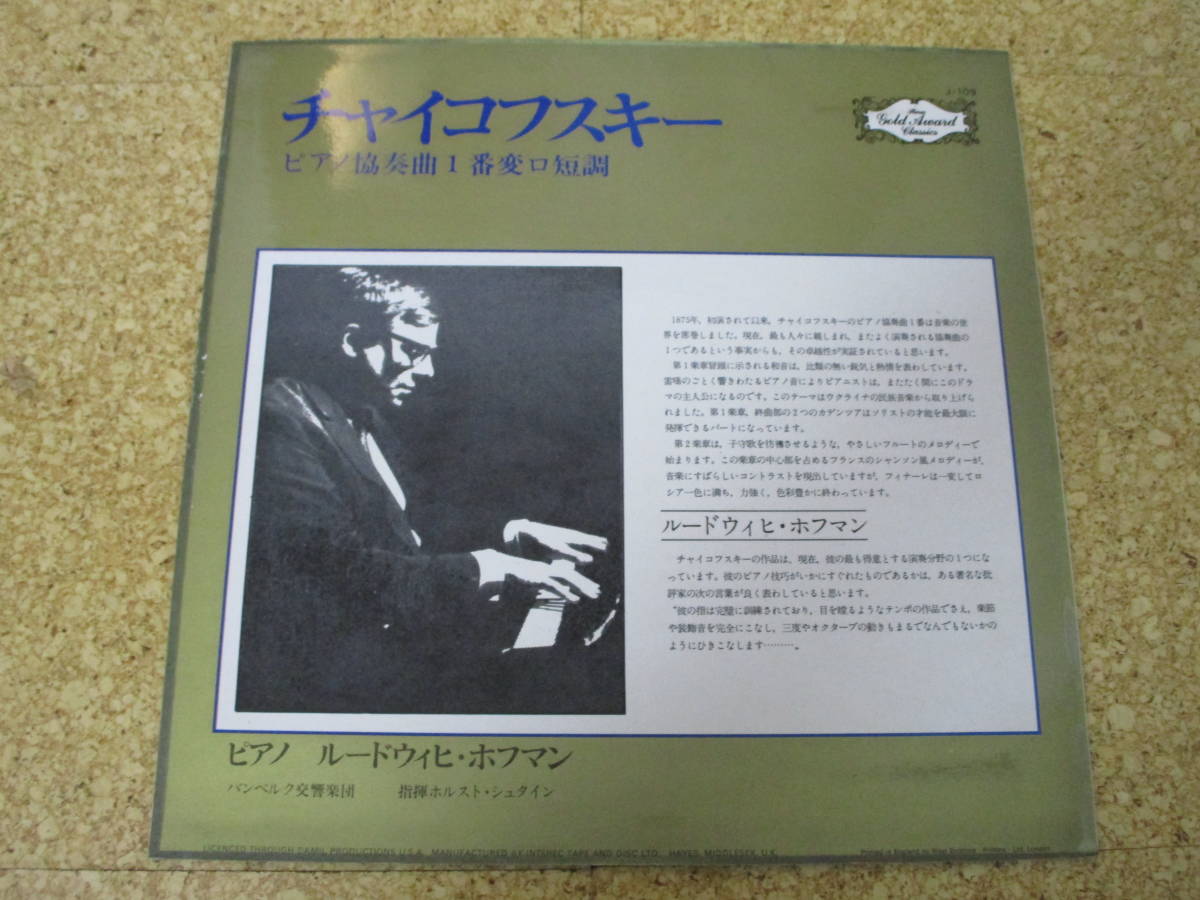 J-109
チャイコフスキー
Gold Award
Classics
ピアノ協奏曲1番変ロ短調
1875年、初演されて口来、チャイコフスキーのピアノ協奏曲1番は音楽の世
界を席巻しました。現在、最も人々に親しまれ、またよく演奏される協奏曲の
1つであるという事実からも、その卓越性が実証されていると思います。
第1楽章冒頭に示される和音は、比類の無い鋭気と熱情を表わしています。
雷鳴のごとく響きわたるピアノ音によりピアニストは、またたく間にこのドラ
マの主人公になるのです。このテーマはウクライナの民族音楽から取り上げら
れました。第1楽章、終曲部の2つのカデンツアはソリストの才能を最大限に
発揮できるパートになっています。
第2楽章は、子守歌を彷彿させるような、やさしいフルートのメロディーで
始まります。この楽章の中心部を占めるフランスのシャンソン風メロディーが、
音楽にすばらしいコントラストを現出していますが、フィナーレは一変してロ
シア一色に満ち、力強く、色彩豊かに終わっています。
ルードウィヒ・ホフマン
チャイコフスキーの作品は、現在、彼の最も得意とする演奏分野の1つにな
っています。彼のピアノ技巧がいかにすぐれたものであるかは、ある著名な批
評家の次の言葉が良く表わしていると思います。
“彼の指は完璧に訓練されており、目を瞠るようなテンポの作品でさえ、楽節
や装飾音を完全にこなし、三度やオクターブの動きもまるでなんでもないかの
ようにひきこなします………。
ピアノ ルードウィヒ・ホフマン
バンベルク交響楽団 指揮ホルスト・シュタイン
LICENCED THROUGH DAMIL PRODUCTIONS U.S.A. MANUFACTURED BY INTSHEC TAPE AND DISC LTD., HAYES, MIDDLESEX, U.K.
Printed in England by